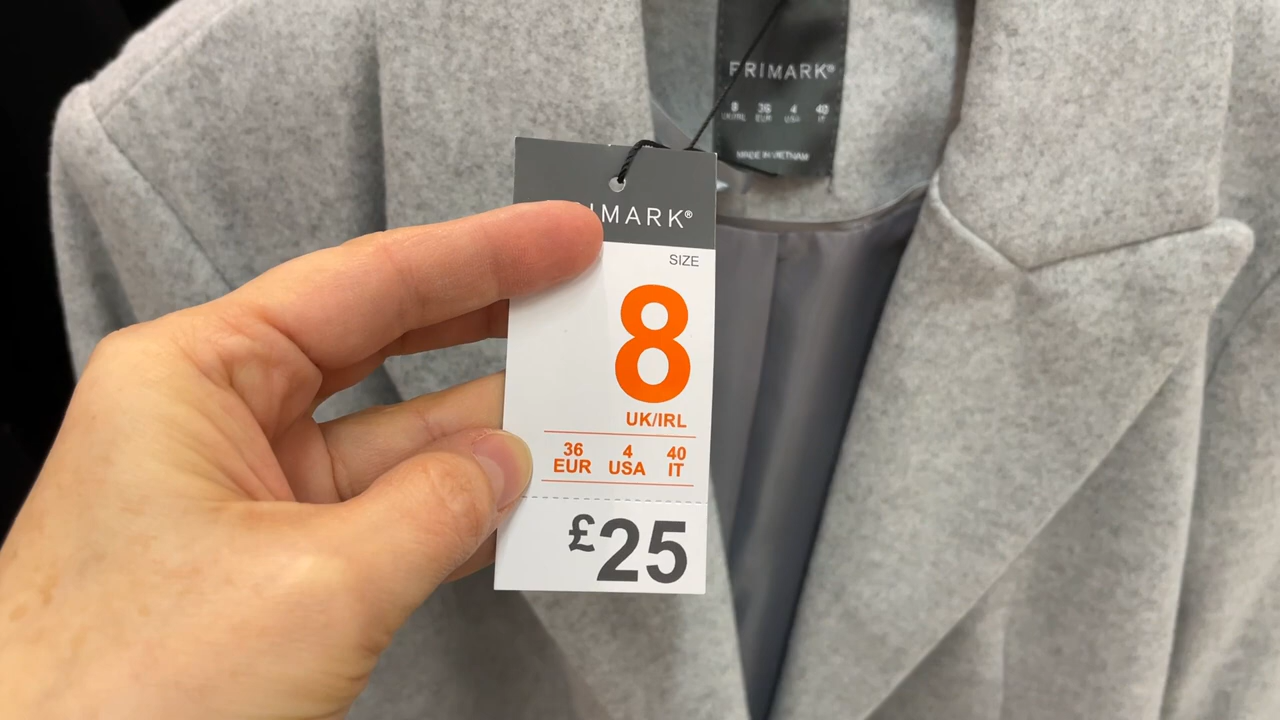 PRIMARK®
8 36 4 40
UK/IRL EUR USA IT
MADE IN VIETNAM
IMARK®
SIZE
8
UK/IRL
36 4 40
EUR USA IT
£25